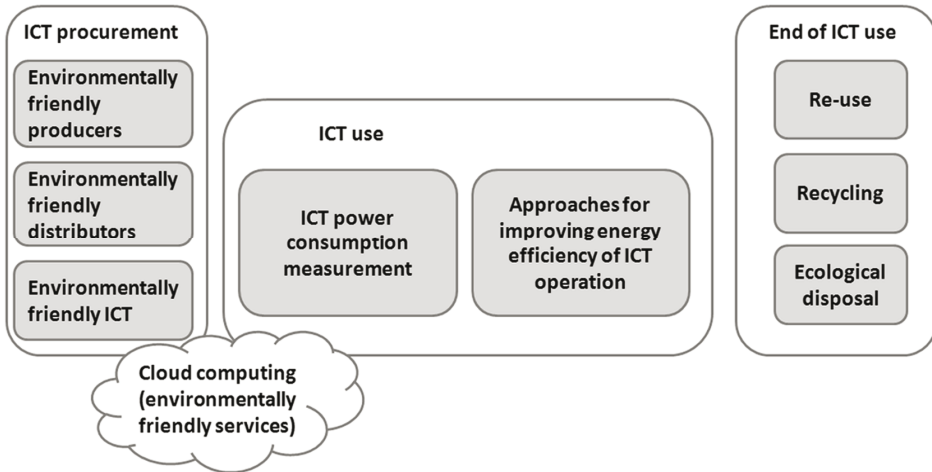 ICT procurement
Environmentally
friendly
producers
Environmentally
friendly
distributors
Environmentally
friendly ICT
ICT use
ICT power
consumption
measurement
Approaches for
improving energy
efficiency of ICT
operation
Cloud computing
(environmentally
friendly services)
End of ICT use
Re-use
Recycling
Ecological
disposal